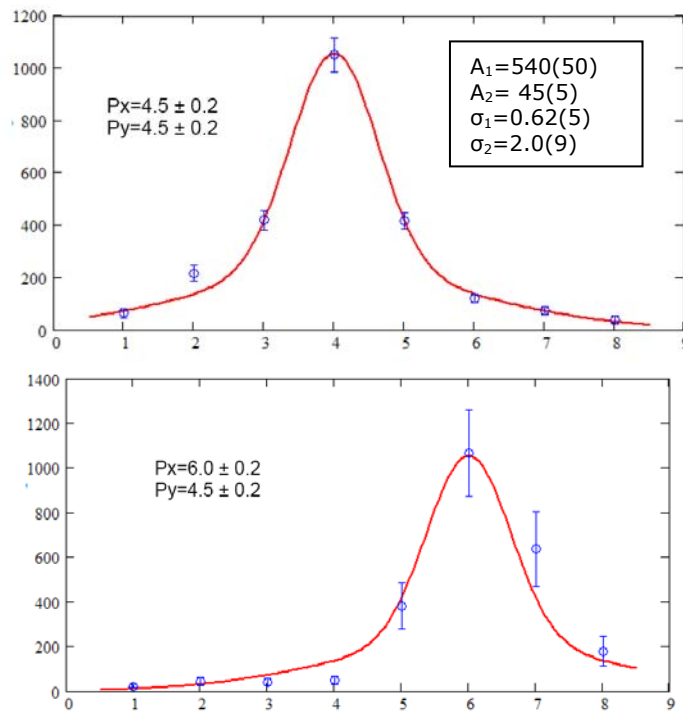 1200
1000
800
600
400
200
0
Px=4.5 ± 0.2
Py=4.5 ± 0.2
A₁=540(50)
A₂= 45(5)
σ₁=0.62(5)
σ₂=2.0(9)
0 1 2 3 4 5 6 7 8 9
1400
1200
1000
800
600
400
200
0
Px=6.0 ± 0.2
Py=4.5 ± 0.2
0 1 2 3 4 5 6 7 8 9